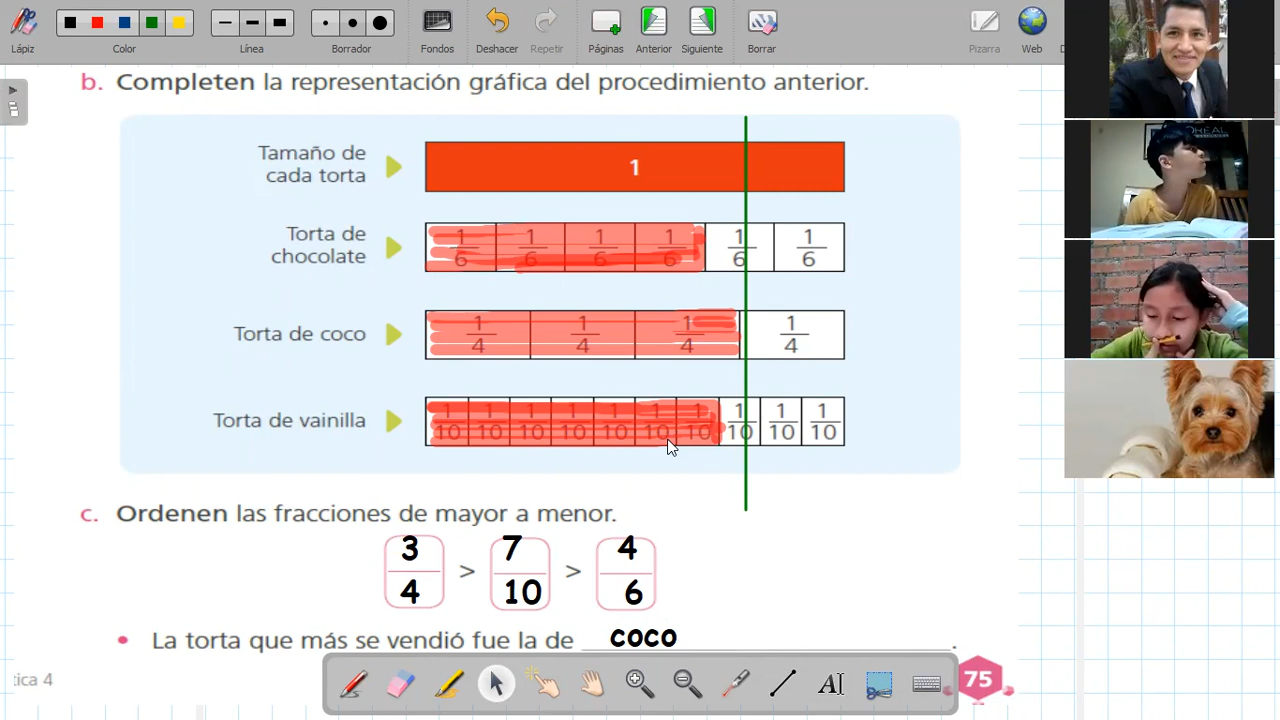 Lápiz Color Línea Borrador Fondos Deshacer Repetir Páginas Anterior Siguiente Borrar Pizarra Web
b. Completen la representación gráfica del procedimiento anterior.
Tamaño de
cada torta
1
Torta de
chocolate
1/6 1/6 1/6 1/6 1/6 1/6
Torta de coco
1/4 1/4 1/4 1/4
Torta de vainilla
1/10 1/10 1/10 1/10 1/10 1/10 1/10 1/10 1/10 1/10
c. Ordenen las fracciones de mayor a menor.
3/4 > 7/10 > 4/6
• La torta que más se vendió fue la de coco.
tica 4
75